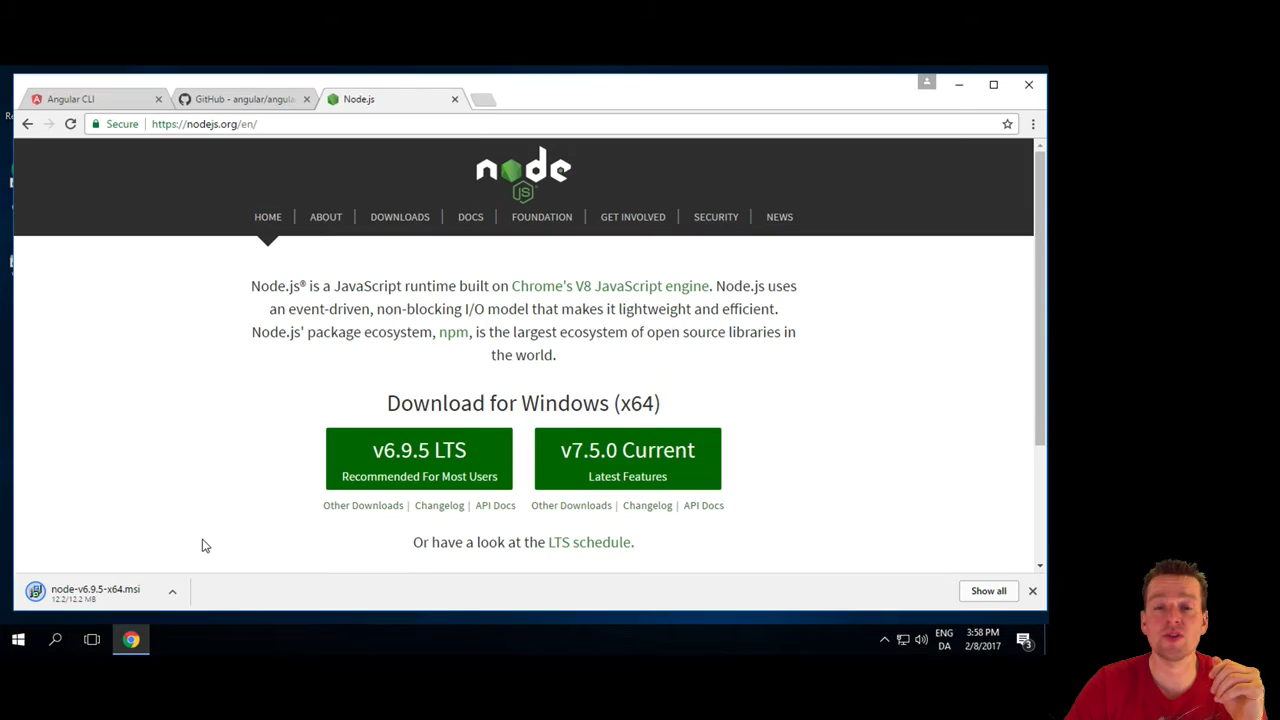 Angular CLI
GitHub - angular/angula
Node.js
Secure
https://nodejs.org/en/
node
JS
HOME
ABOUT
DOWNLOADS
DOCS
FOUNDATION
GET INVOLVED
SECURITY
NEWS
Node.js® is a JavaScript runtime built on Chrome's V8 JavaScript engine. Node.js uses
an event-driven, non-blocking I/O model that makes it lightweight and efficient.
Node.js' package ecosystem, npm, is the largest ecosystem of open source libraries in
the world.
Download for Windows (x64)
v6.9.5 LTS
Recommended For Most Users
v7.5.0 Current
Latest Features
Other Downloads | Changelog | API Docs
Other Downloads | Changelog | API Docs
Or have a look at the LTS schedule.
node-v6.9.5-x64.msi
12.2/12.2 MB
Show all
ENG
DA
3:58 PM
2/8/2017
3